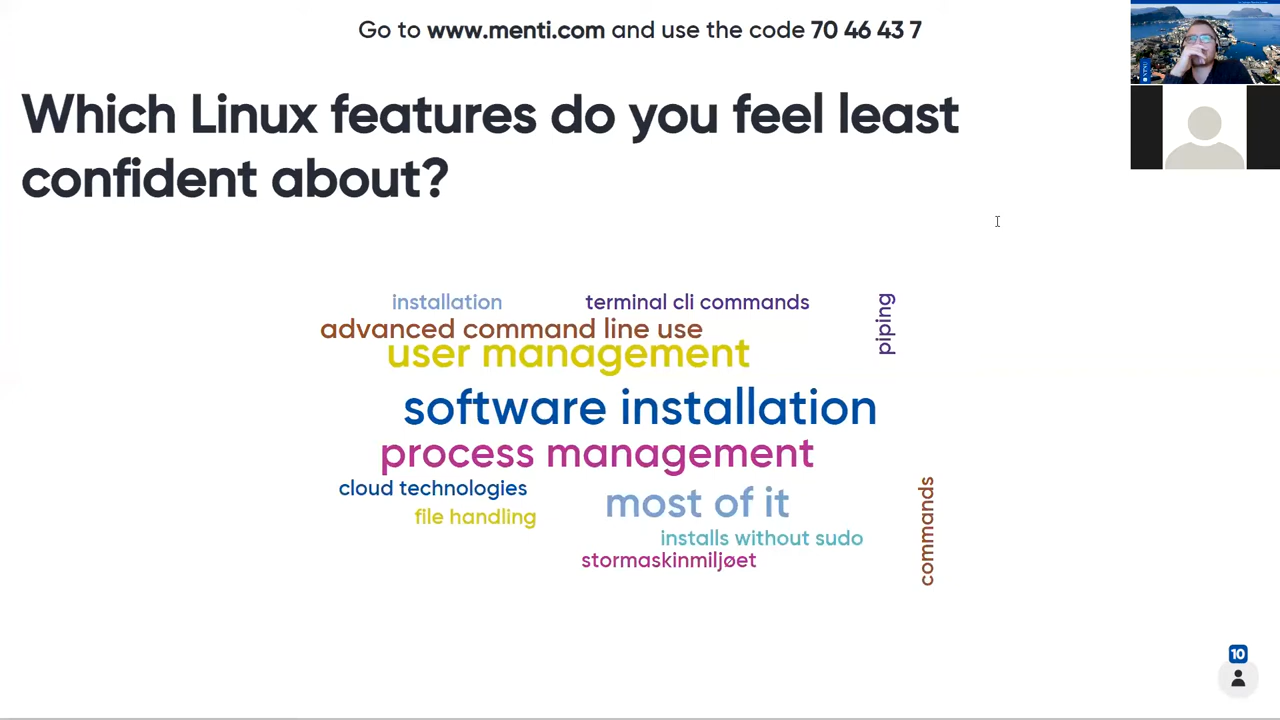 Go to www.menti.com and use the code 70 46 43 7
Which Linux features do you feel least
confident about?
installation
terminal cli commands
piping
advanced command line use
user management
software installation
process management
cloud technologies
most of it
commands
file handling
installs without sudo
stormaskinmiljøet
10